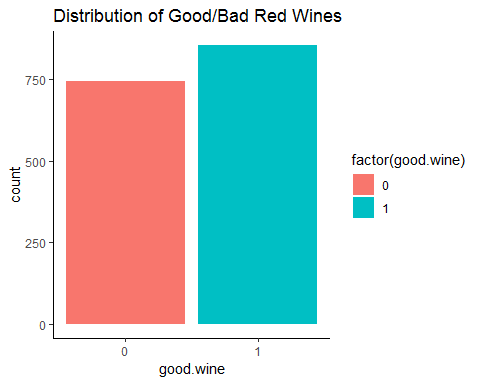 Distribution of Good/Bad Red Wines
count
750
500
250
0
0
1
good.wine
factor(good.wine)
0
1